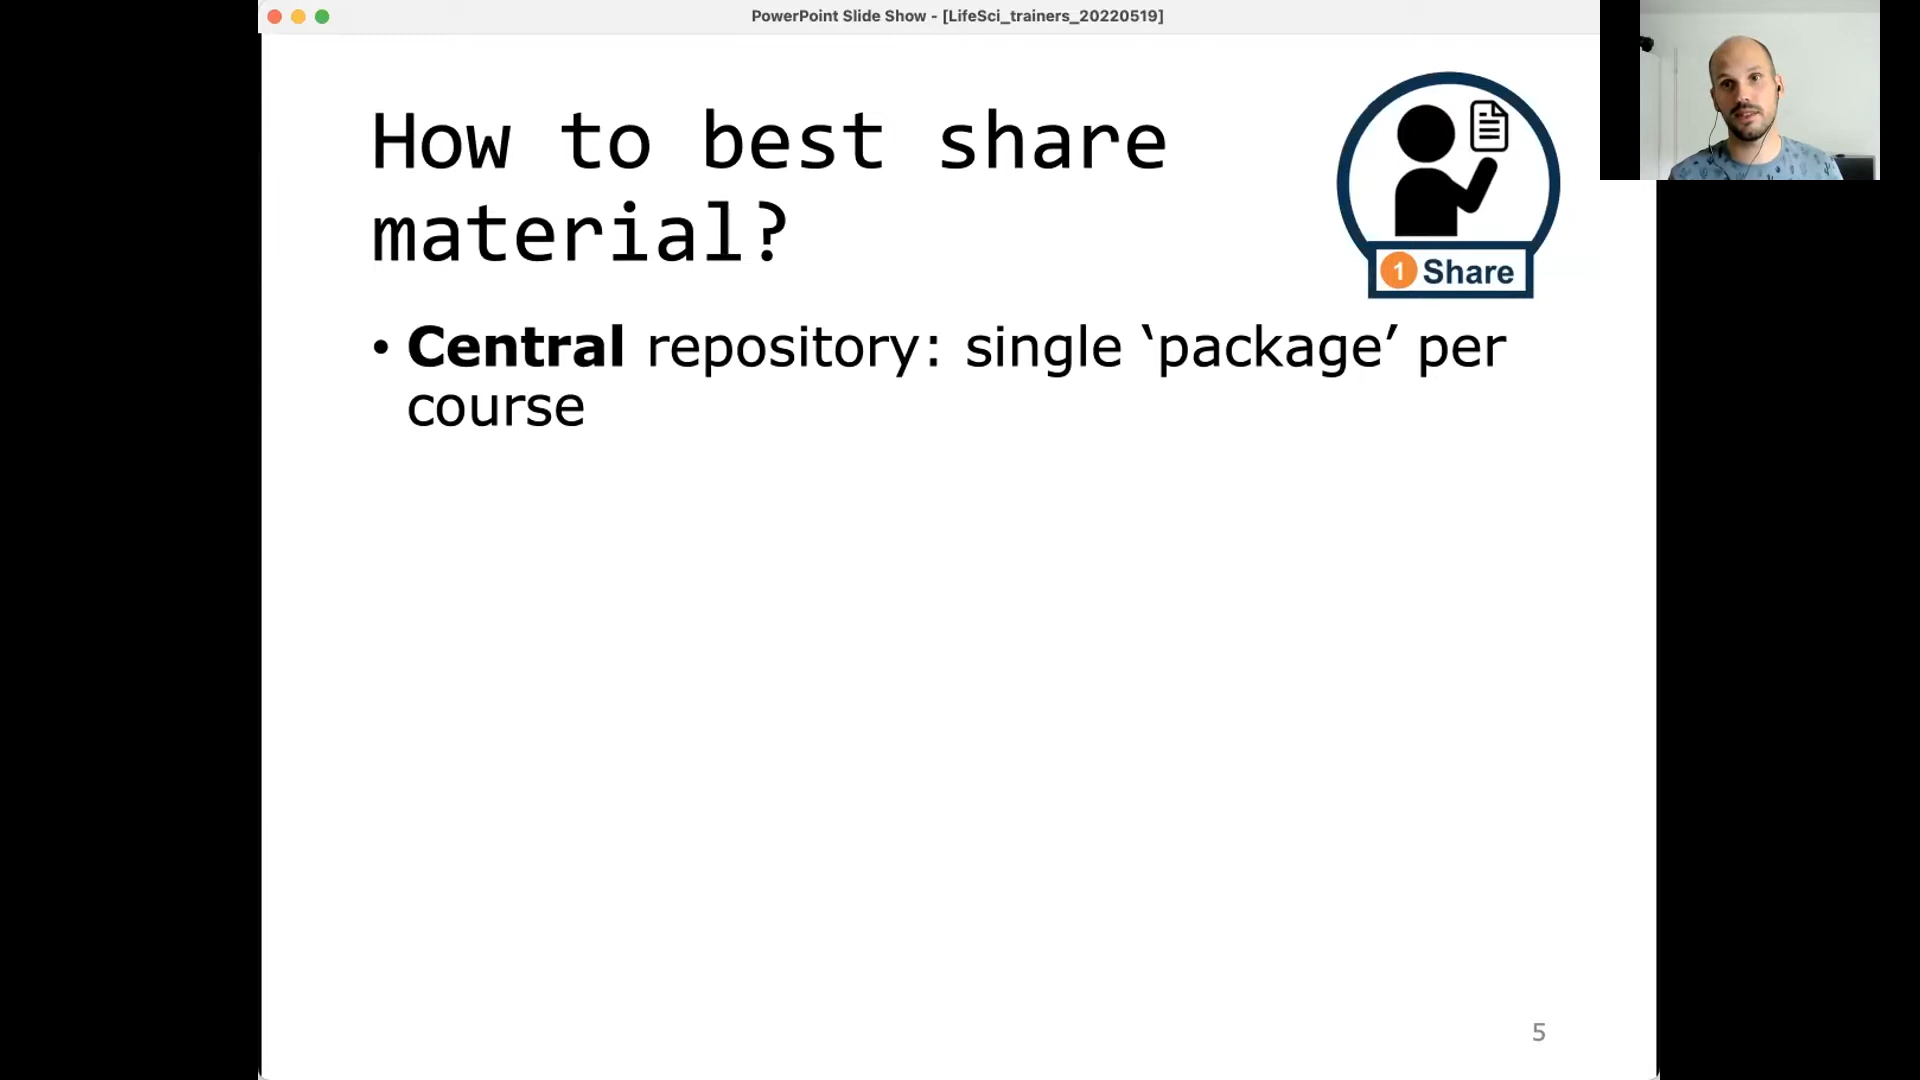 PowerPoint Slide Show - [LifeSci_trainers_20220519]
How to best share
material?
1 Share
• Central repository: single ‘package’ per
course
5